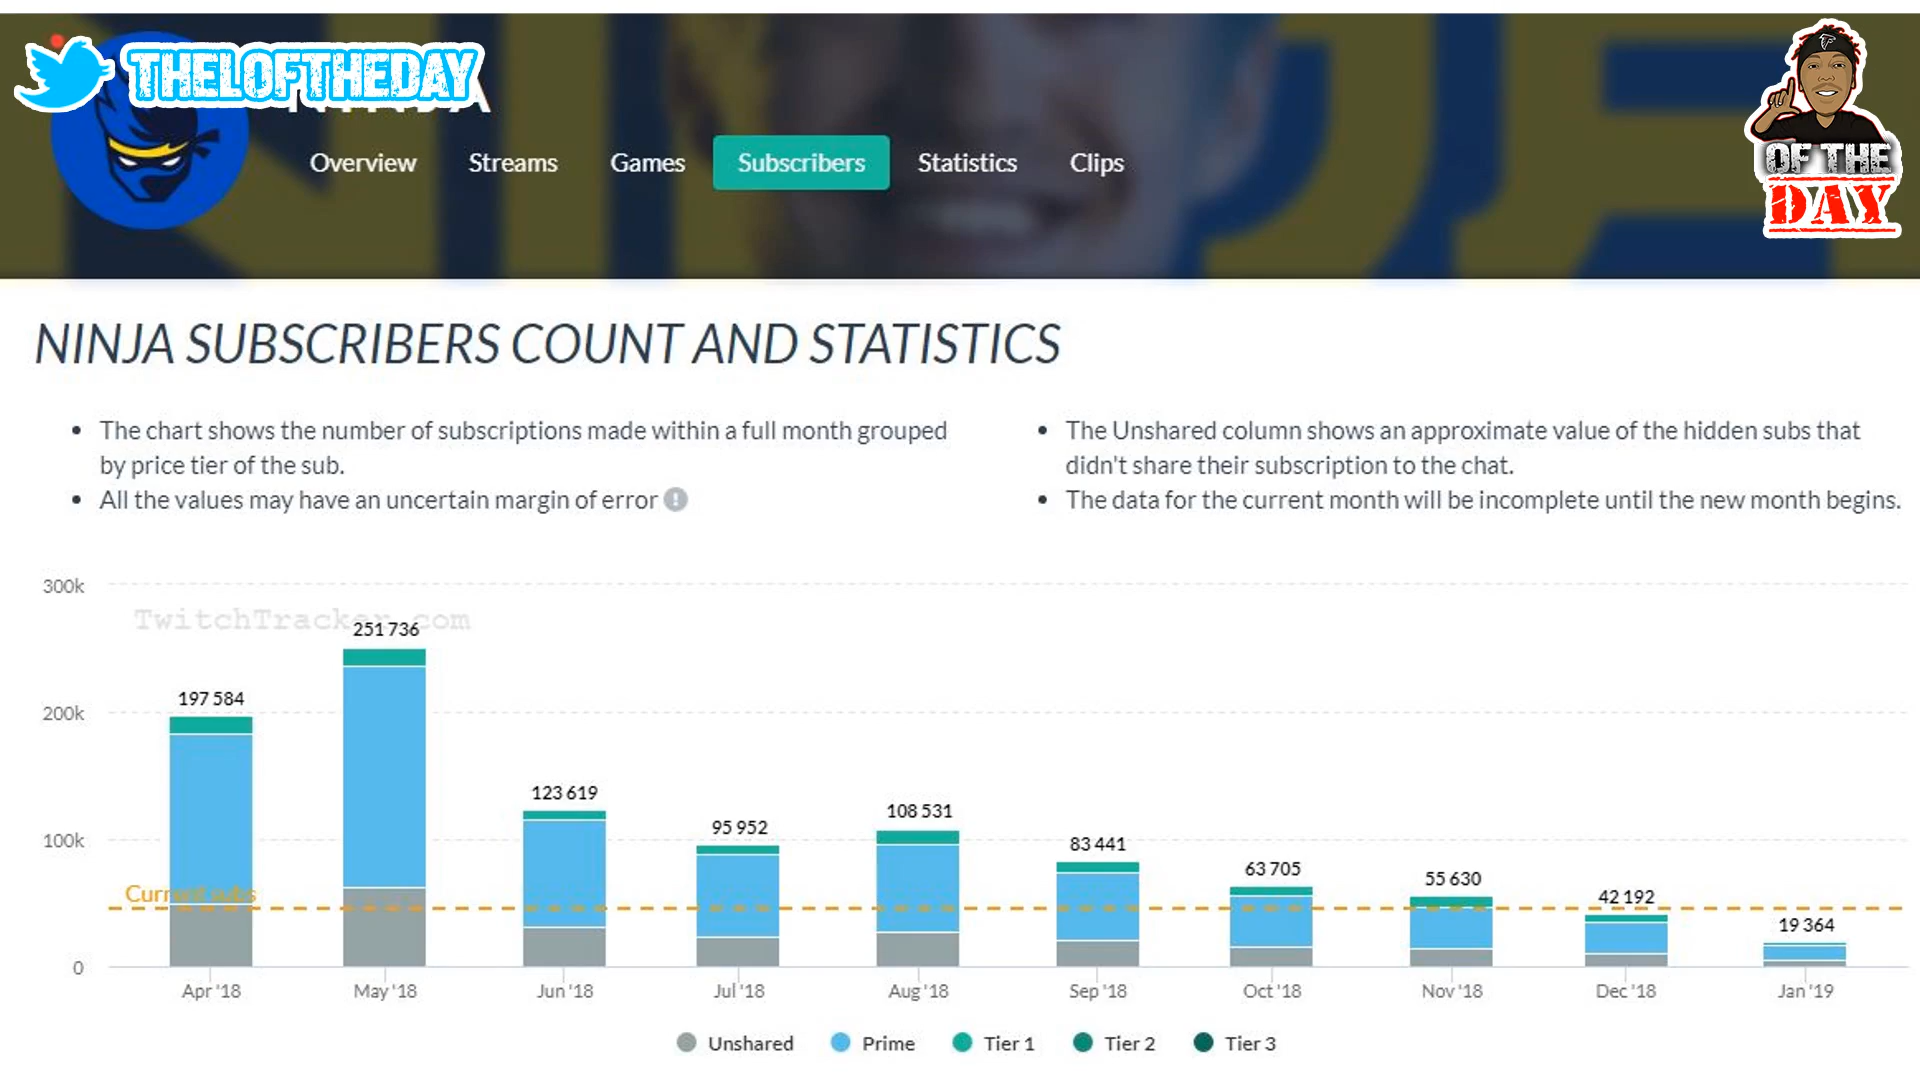 THELOFTHEDAY
OF THE
DAY
Overview Streams Games Subscribers Statistics Clips
NINJA SUBSCRIBERS COUNT AND STATISTICS
The chart shows the number of subscriptions made within a full month grouped
by price tier of the sub.
All the values may have an uncertain margin of error
The Unshared column shows an approximate value of the hidden subs that
didn't share their subscription to the chat.
The data for the current month will be incomplete until the new month begins.
300k
200k
100k
0
TwitchTracker.com
197 584
251 736
123 619
95 952
108 531
83 441
63 705
55 630
42 192
19 364
Current subs
Apr '18 May '18 Jun '18 Jul '18 Aug '18 Sep '18 Oct '18 Nov '18 Dec '18 Jan '19
Unshared Prime Tier 1 Tier 2 Tier 3